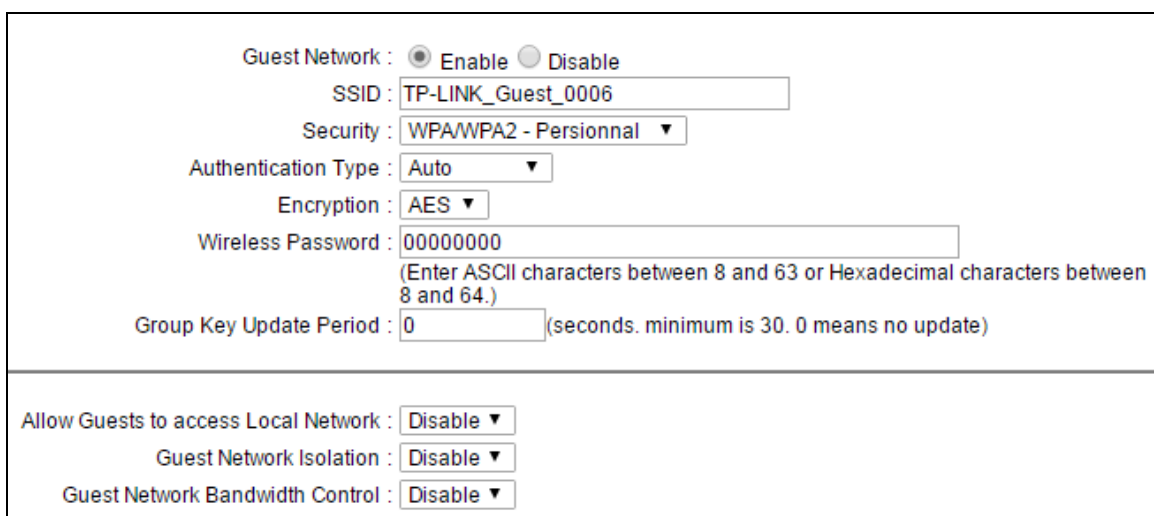 Guest Network : Enable Disable
SSID : TP-LINK_Guest_0006
Security : WPA/WPA2 - Persionnal
Authentication Type : Auto
Encryption : AES
Wireless Password : 00000000
(Enter ASCII characters between 8 and 63 or Hexadecimal characters between
8 and 64.)
Group Key Update Period : 0 (seconds. minimum is 30. 0 means no update)
Allow Guests to access Local Network : Disable
Guest Network Isolation : Disable
Guest Network Bandwidth Control : Disable